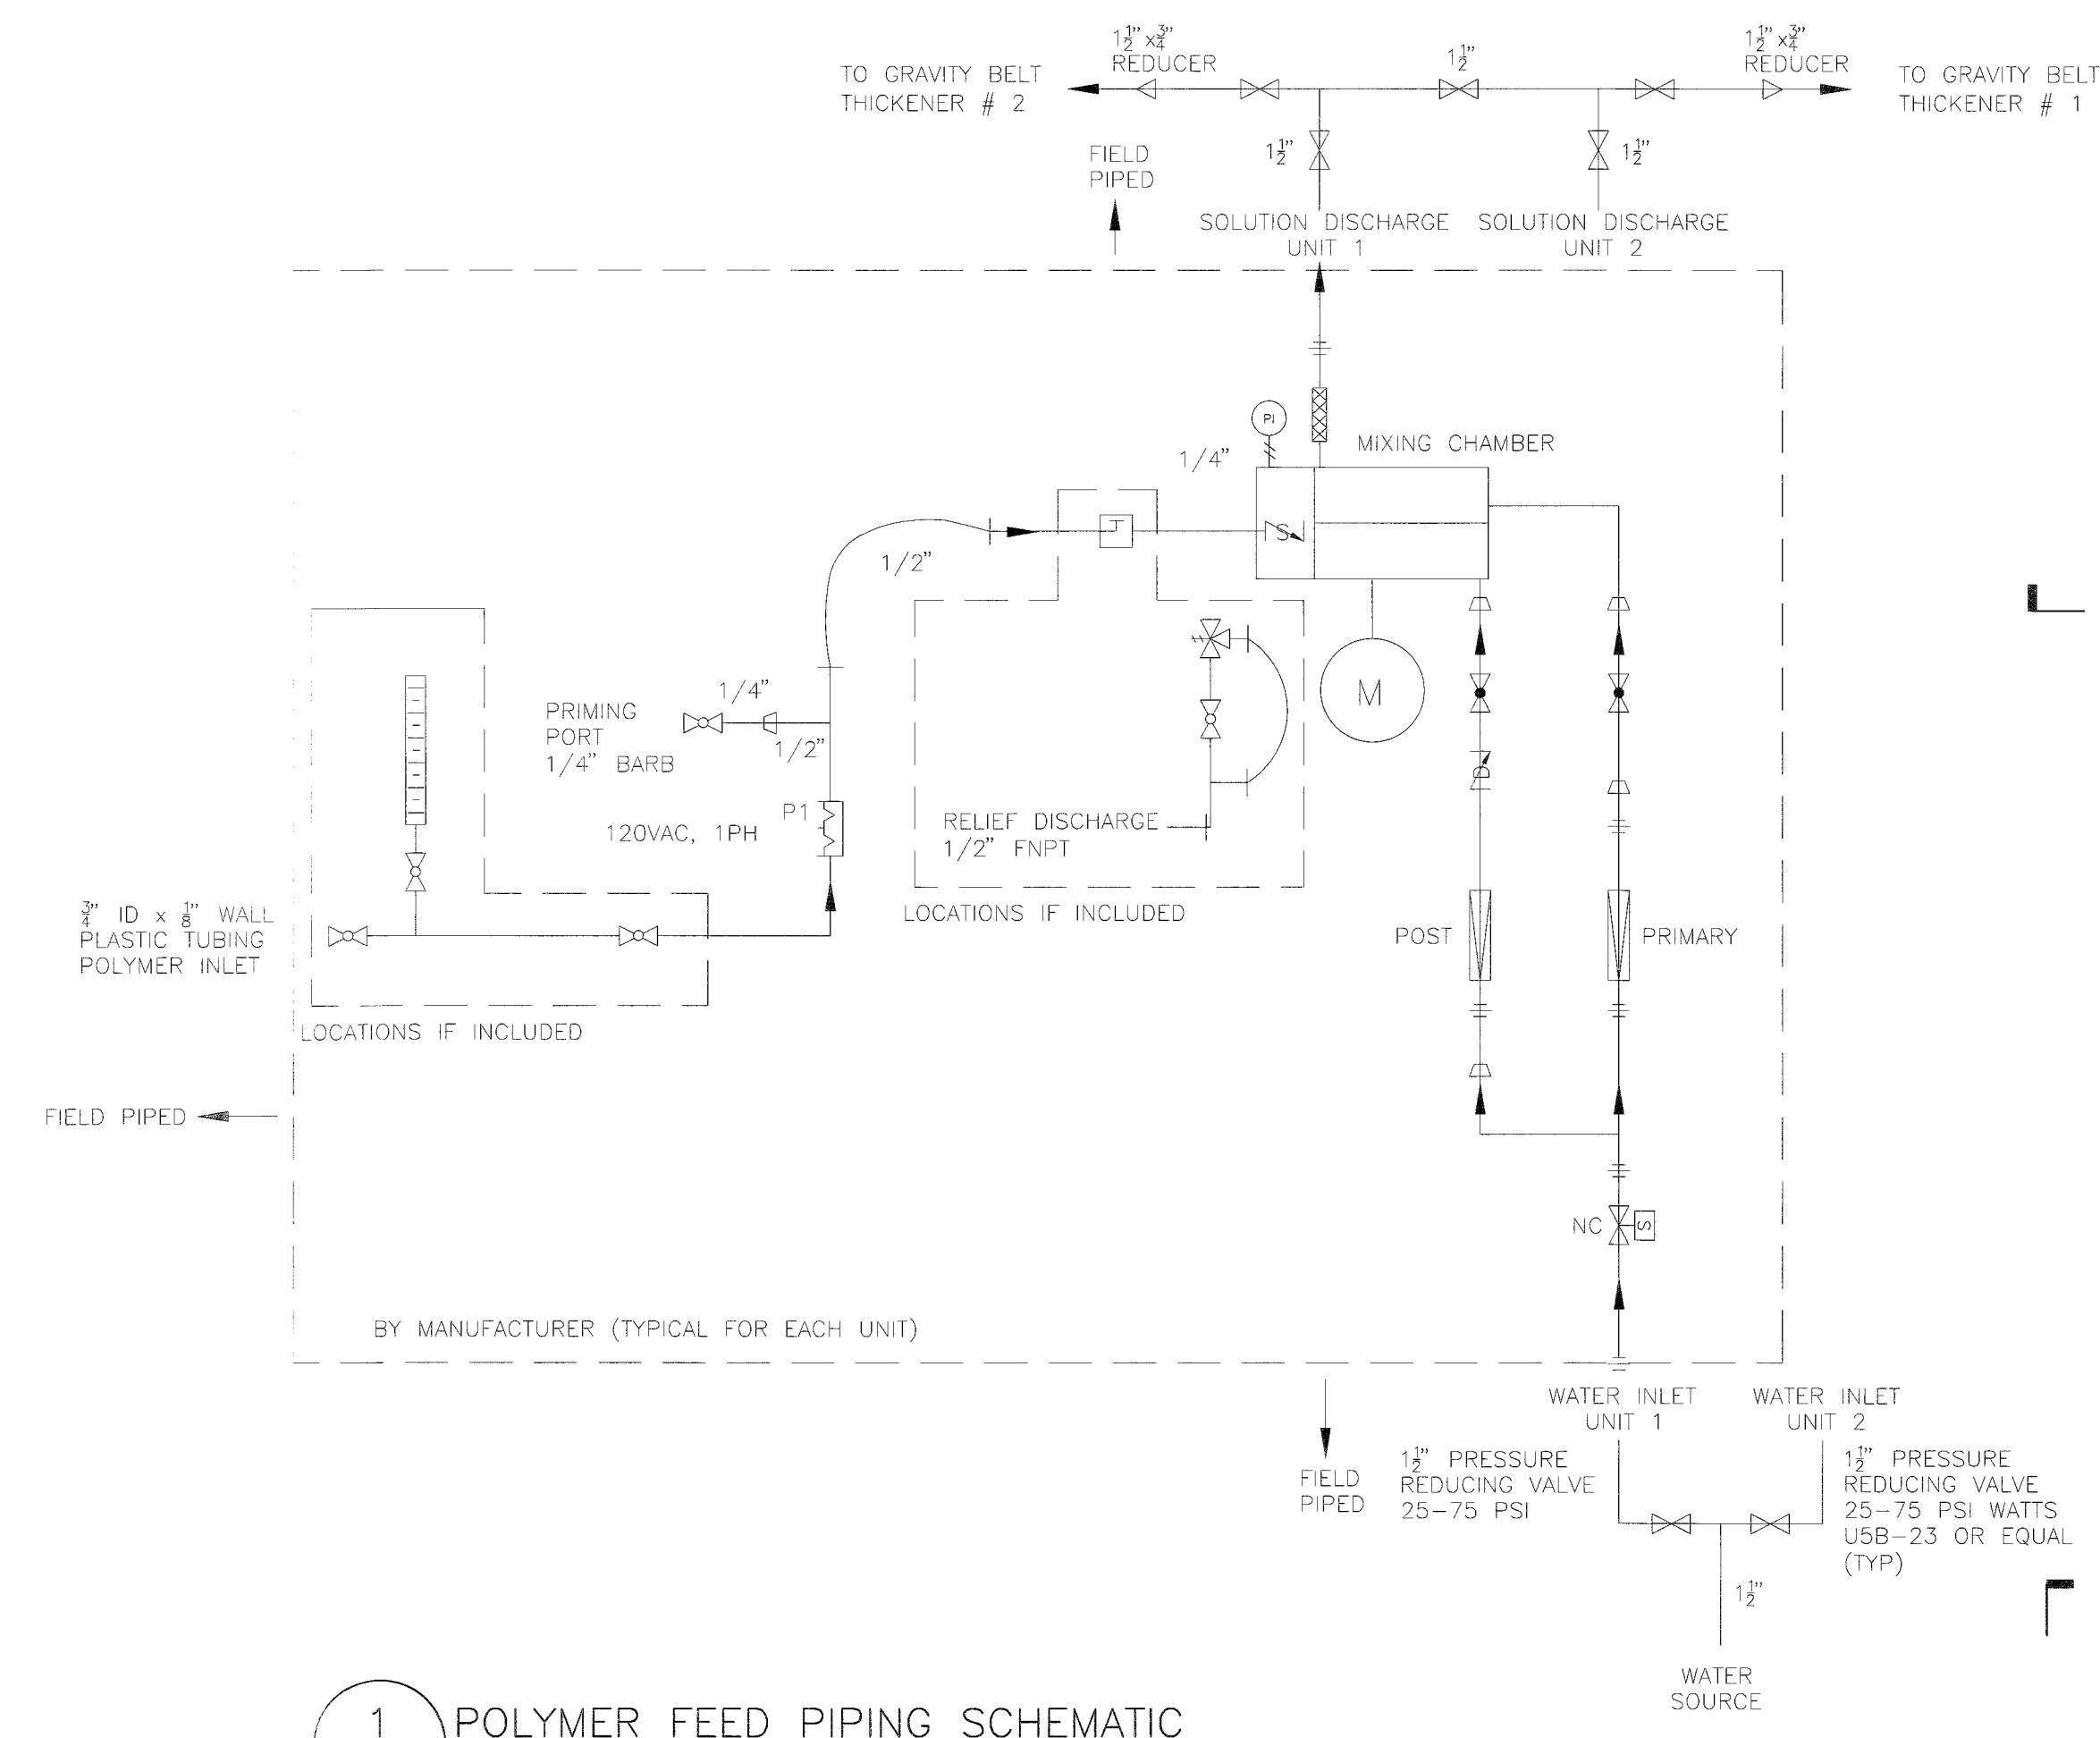 1½" x¾"
REDUCER
1½"
1½" x¾"
REDUCER
TO GRAVITY BELT
THICKENER # 2
TO GRAVITY BELT
THICKENER # 1
FIELD
PIPED
1½"
1½"
SOLUTION DISCHARGE
UNIT 1
SOLUTION DISCHARGE
UNIT 2
PI
MIXING CHAMBER
1/4"
S
1/2"
M
PRIMING
PORT
1/4" BARB
1/4"
1/2"
D
P1
120VAC, 1PH
RELIEF DISCHARGE
1/2" FNPT
LOCATIONS IF INCLUDED
¾" ID x ⅛" WALL
PLASTIC TUBING
POLYMER INLET
POST
PRIMARY
LOCATIONS IF INCLUDED
FIELD PIPED
NC
S
BY MANUFACTURER (TYPICAL FOR EACH UNIT)
WATER INLET
UNIT 1
WATER INLET
UNIT 2
FIELD
PIPED
1½" PRESSURE
REDUCING VALVE
25-75 PSI
1½" PRESSURE
REDUCING VALVE
25-75 PSI WATTS
U5B-23 OR EQUAL
(TYP)
1½"
WATER
SOURCE
1 POLYMER FEED PIPING SCHEMATIC